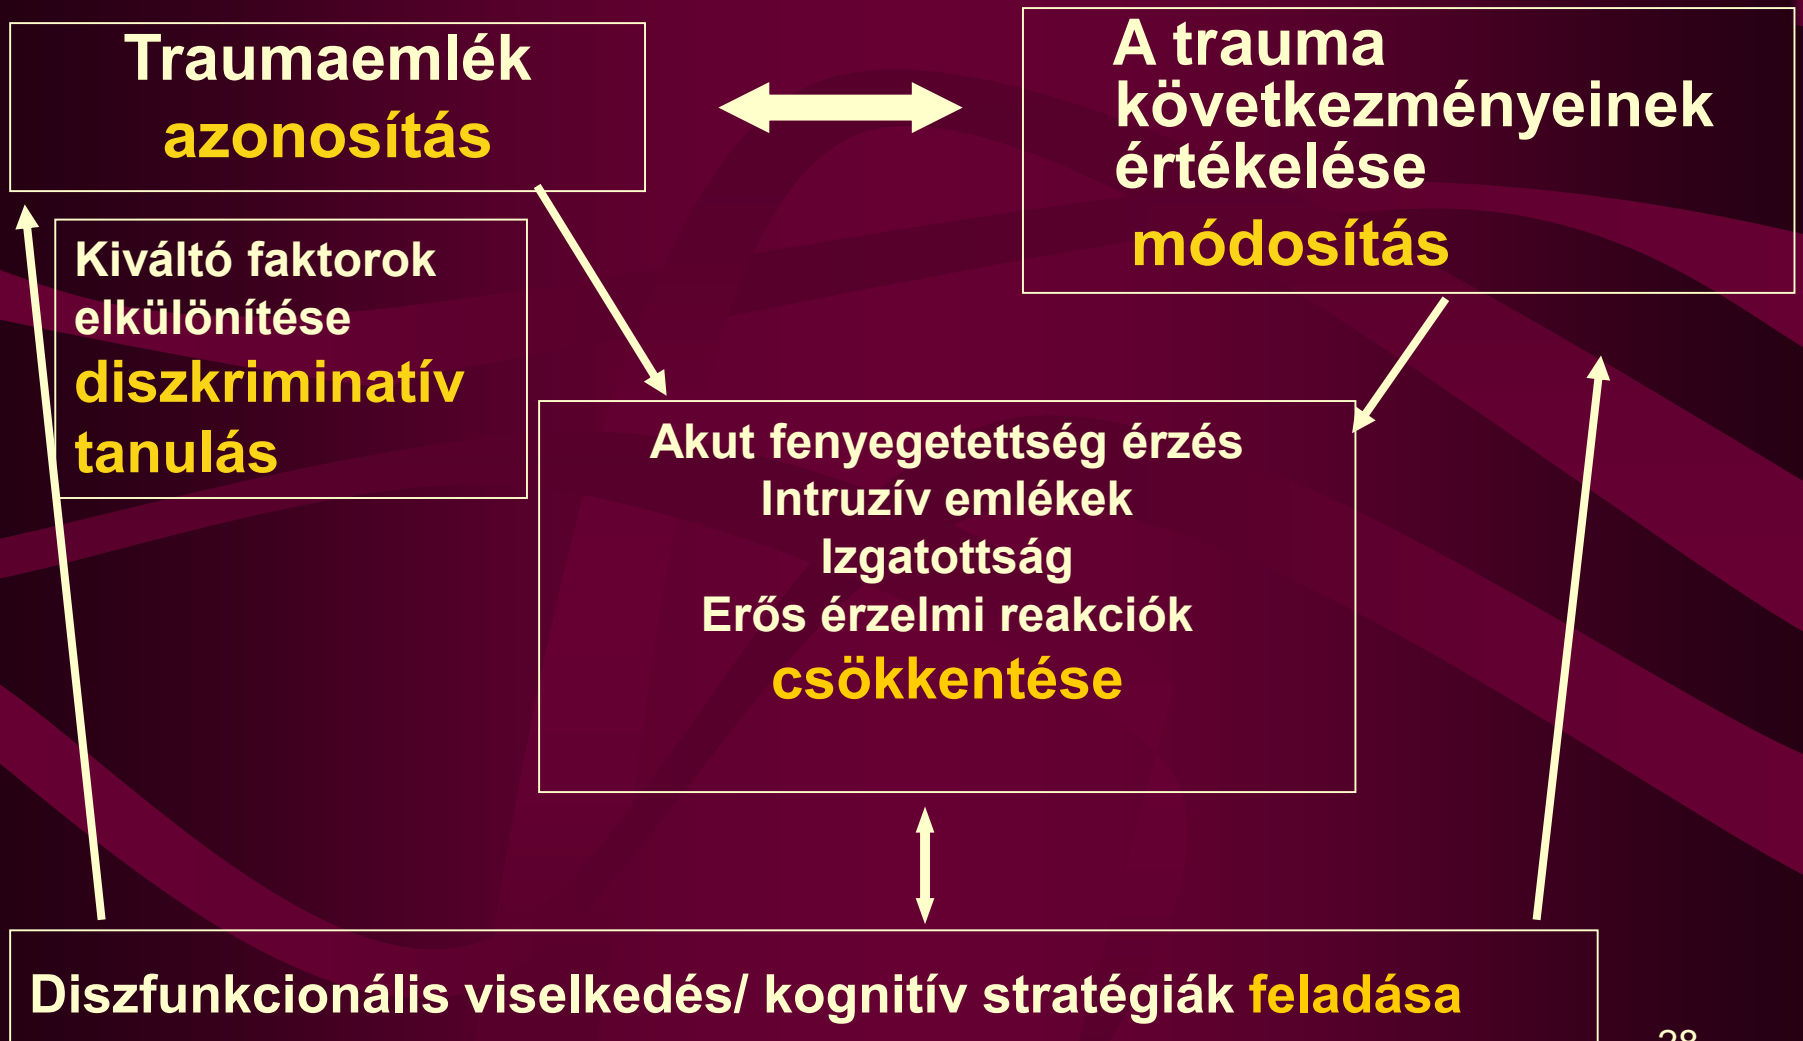 Traumaemlék
azonosítás
A trauma
következményeinek
értékelése
módosítás
Kiváltó faktorok
elkülönítése
diszkriminatív
tanulás
Akut fenyegetettség érzés
Intruzív emlékek
Izgatottság
Erős érzelmi reakciók
csökkentése
Diszfunkcionális viselkedés/ kognitív stratégiák feladása